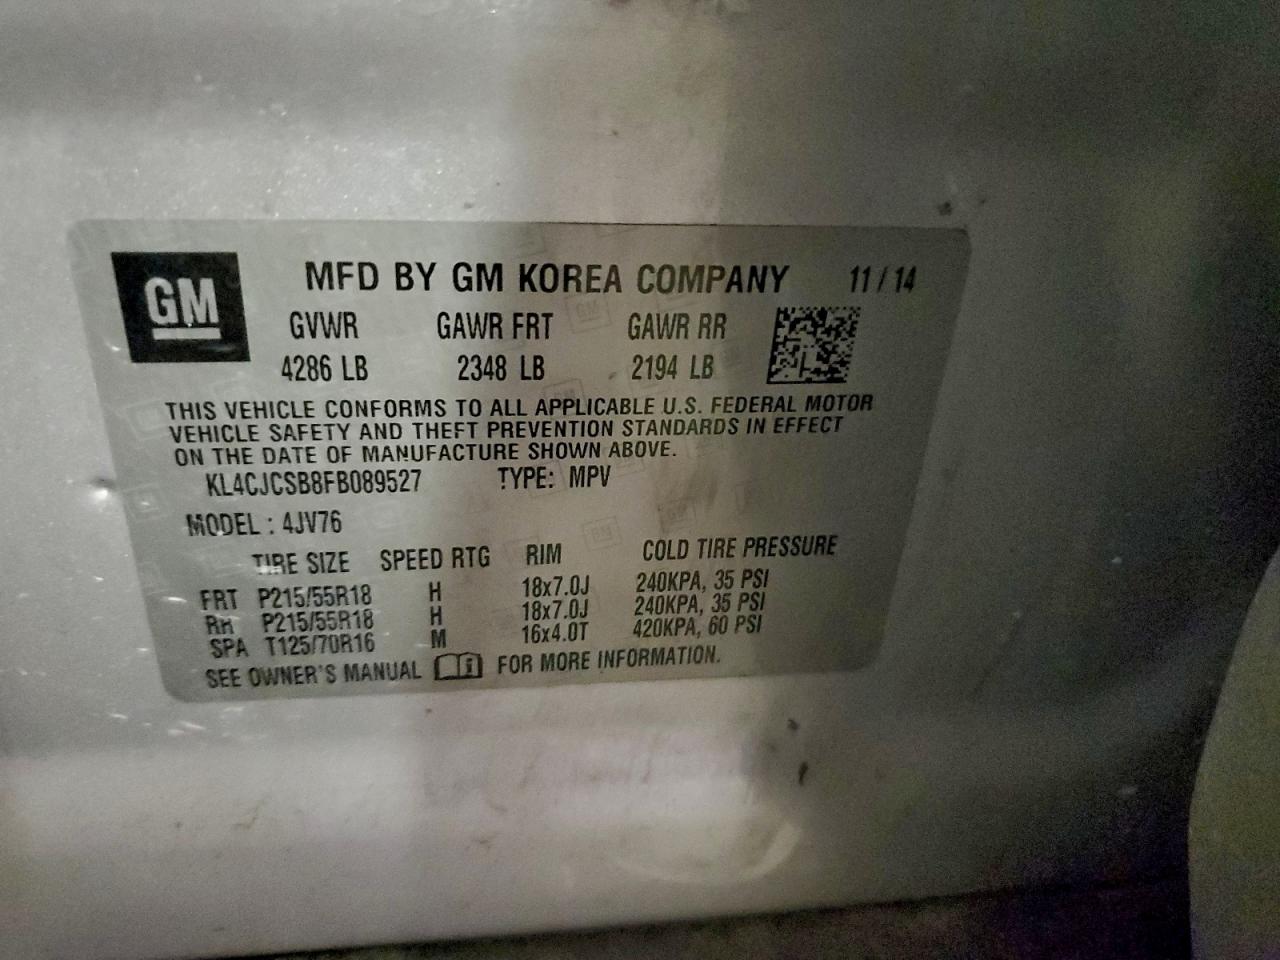 GM
MFD BY GM KOREA COMPANY 11/14
GVWR GAWR FRT GAWR RR
4286 LB 2348 LB 2194 LB
THIS VEHICLE CONFORMS TO ALL APPLICABLE U.S. FEDERAL MOTOR
VEHICLE SAFETY AND THEFT PREVENTION STANDARDS IN EFFECT
ON THE DATE OF MANUFACTURE SHOWN ABOVE.
KL4CJCSB8FB089527 TYPE: MPV
MODEL : 4JV76
TIRE SIZE SPEED RTG RIM COLD TIRE PRESSURE
FRT P215/55R18 H 18x7.0J 240KPA, 35 PSI
RR P215/55R18 H 18x7.0J 240KPA, 35 PSI
SPA T125/70R16 M 16x4.0T 420KPA, 60 PSI
SEE OWNER'S MANUAL FOR MORE INFORMATION.